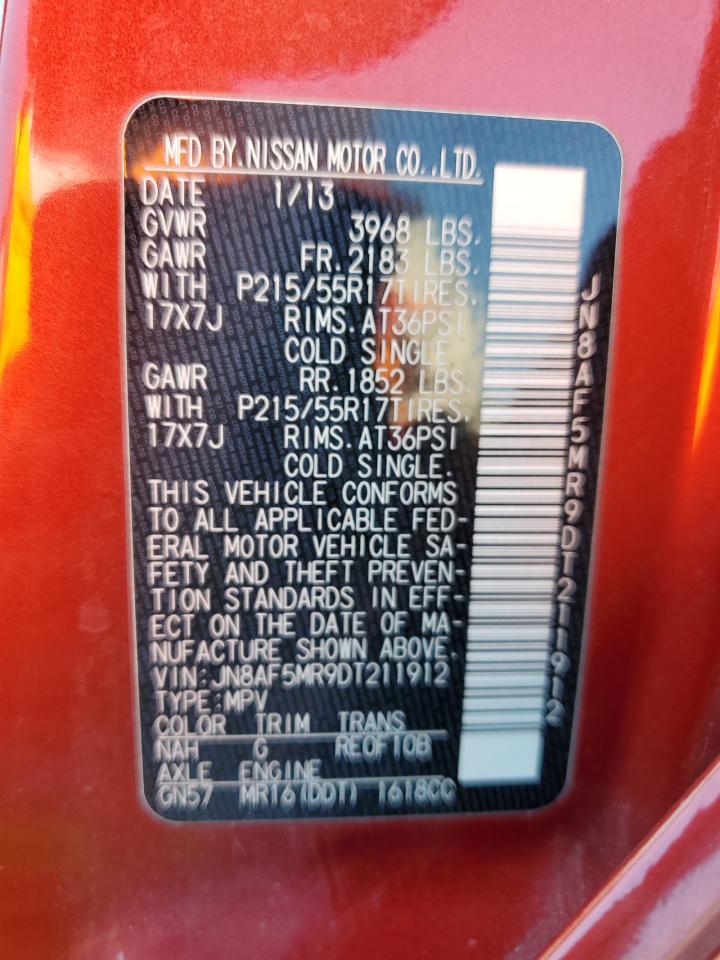 MFD BY.NISSAN MOTOR CO.,LTD.
DATE 1/13
GVWR 3968 LBS.
GAWR FR.2183 LBS.
WITH P215/55R17TIRES.
17X7J RIMS.AT36PSI
COLD SINGLE
GAWR RR.1852 LBS.
WITH P215/55R17TIRES.
17X7J RIMS.AT36PSI
COLD SINGLE.
THIS VEHICLE CONFORMS
TO ALL APPLICABLE FED-
ERAL MOTOR VEHICLE SA-
FETY AND THEFT PREVEN-
TION STANDARDS IN EFF-
ECT ON THE DATE OF MA-
NUFACTURE SHOWN ABOVE.
VIN:JN8AF5MR9DT211912
TYPE:MPV
COLOR TRIM TRANS
NAH G RE0F10B
AXLE ENGINE
GN57 MR16(DDT) 1618CC
JN8AF5MR9DT211912